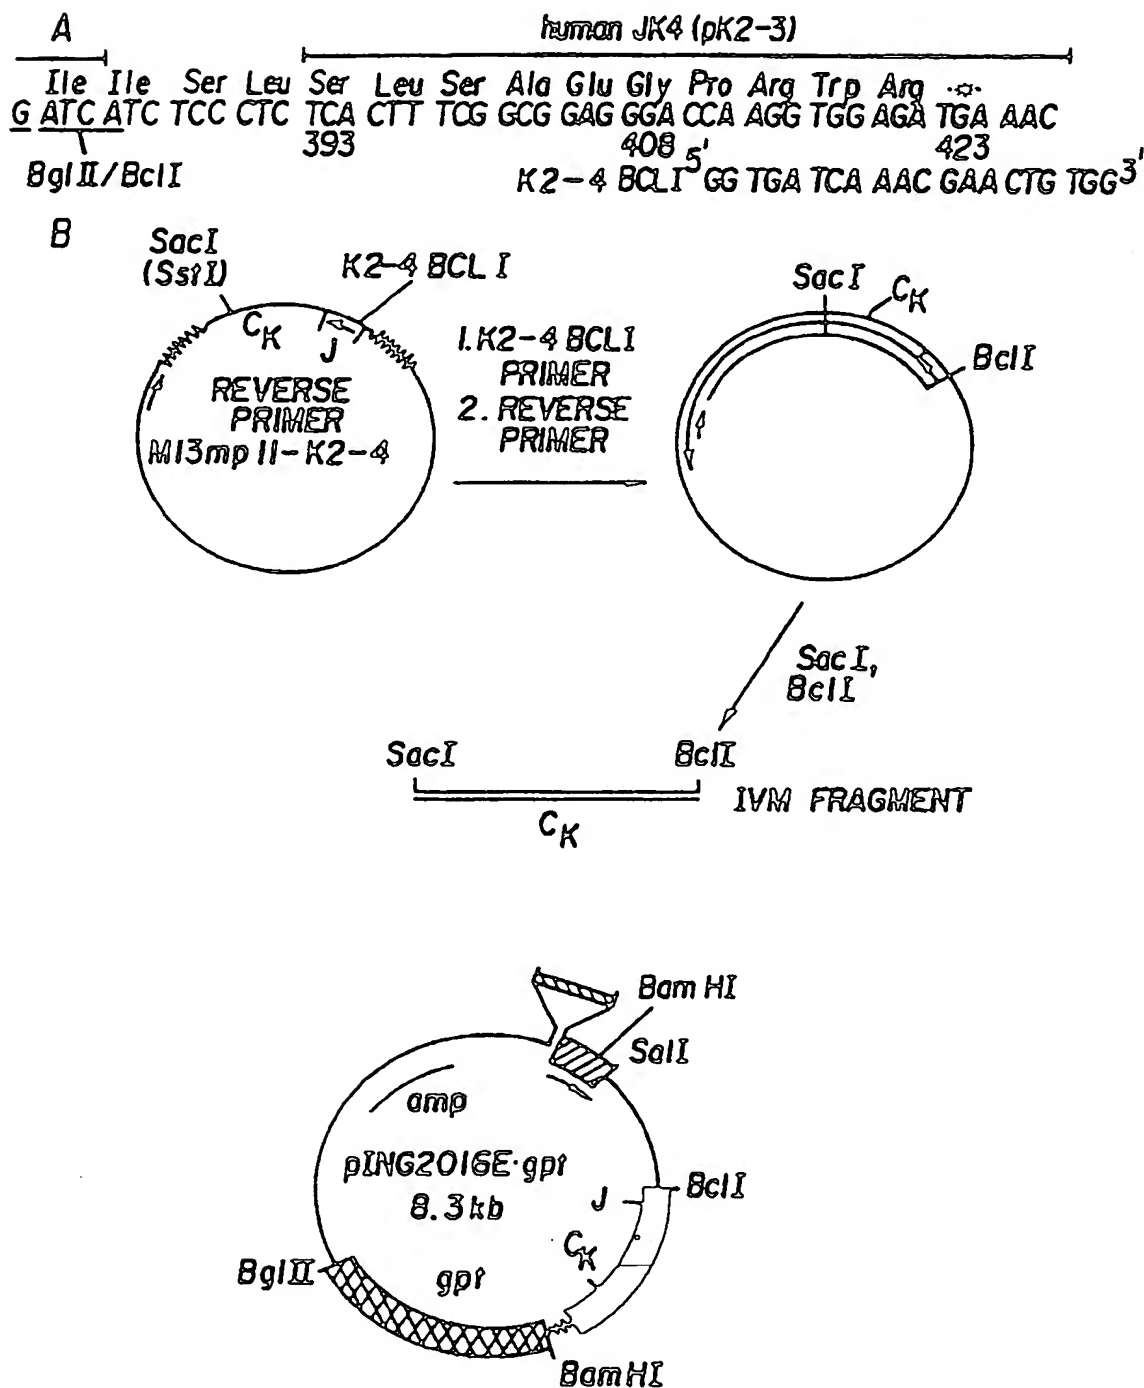 A
human JK4 (pK2-3)
Ile Ile Ser Leu Ser Leu Ser Ala Glu Gly Pro Arg Trp Arg ·☆·
G ATC ATC TCC CTC TCA CTT TCG GCG GAG GGA CCA AGG TGG AGA TGA AAC
393 408 423
BglII/BclI
K2-4 BCLI 5' GG TGA TCA AAC GAA CTG TGG 3'
B
SacI
(SstI)
K2-4 BCL I
CK
J
REVERSE
PRIMER
M13mp11-K2-4
1. K2-4 BCLI
PRIMER
2. REVERSE
PRIMER
SacI
CK
BclI
SacI,
BclI
SacI
BclI
IVM FRAGMENT
CK
Bam HI
SalI
amp
pING2016E·gpt
8.3kb
J
BclI
CK
BglII
gpt
BamHI